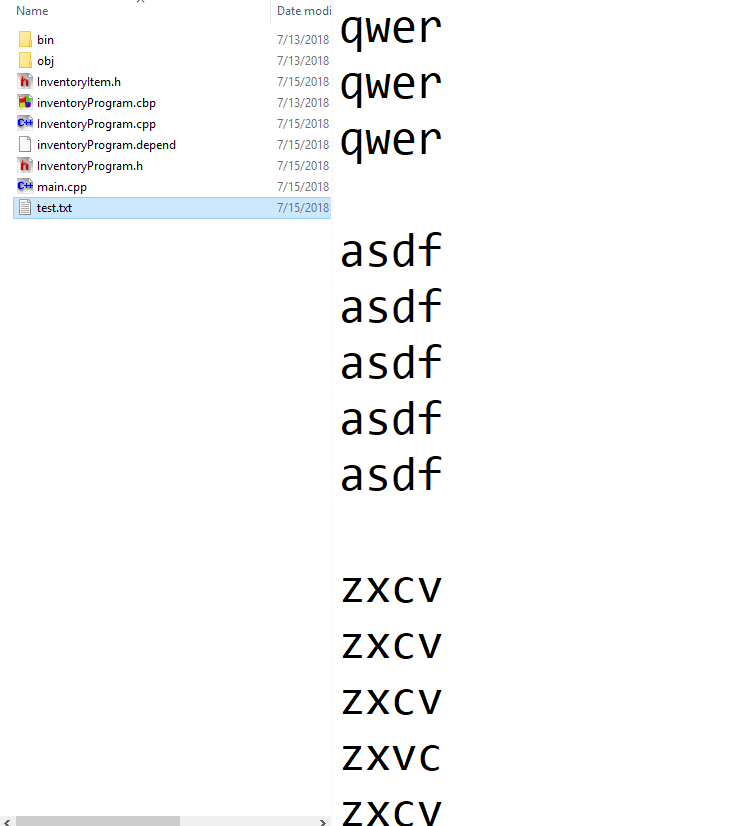 Name Date modi
bin 7/13/2018
obj 7/13/2018
InventoryItem.h 7/15/2018
inventoryProgram.cbp 7/13/2018
InventoryProgram.cpp 7/15/2018
inventoryProgram.depend 7/15/2018
InventoryProgram.h 7/15/2018
main.cpp 7/15/2018
test.txt 7/15/2018
qwer
qwer
qwer
asdf
asdf
asdf
asdf
asdf
zxcv
zxcv
zxcv
zxvc
zxcv